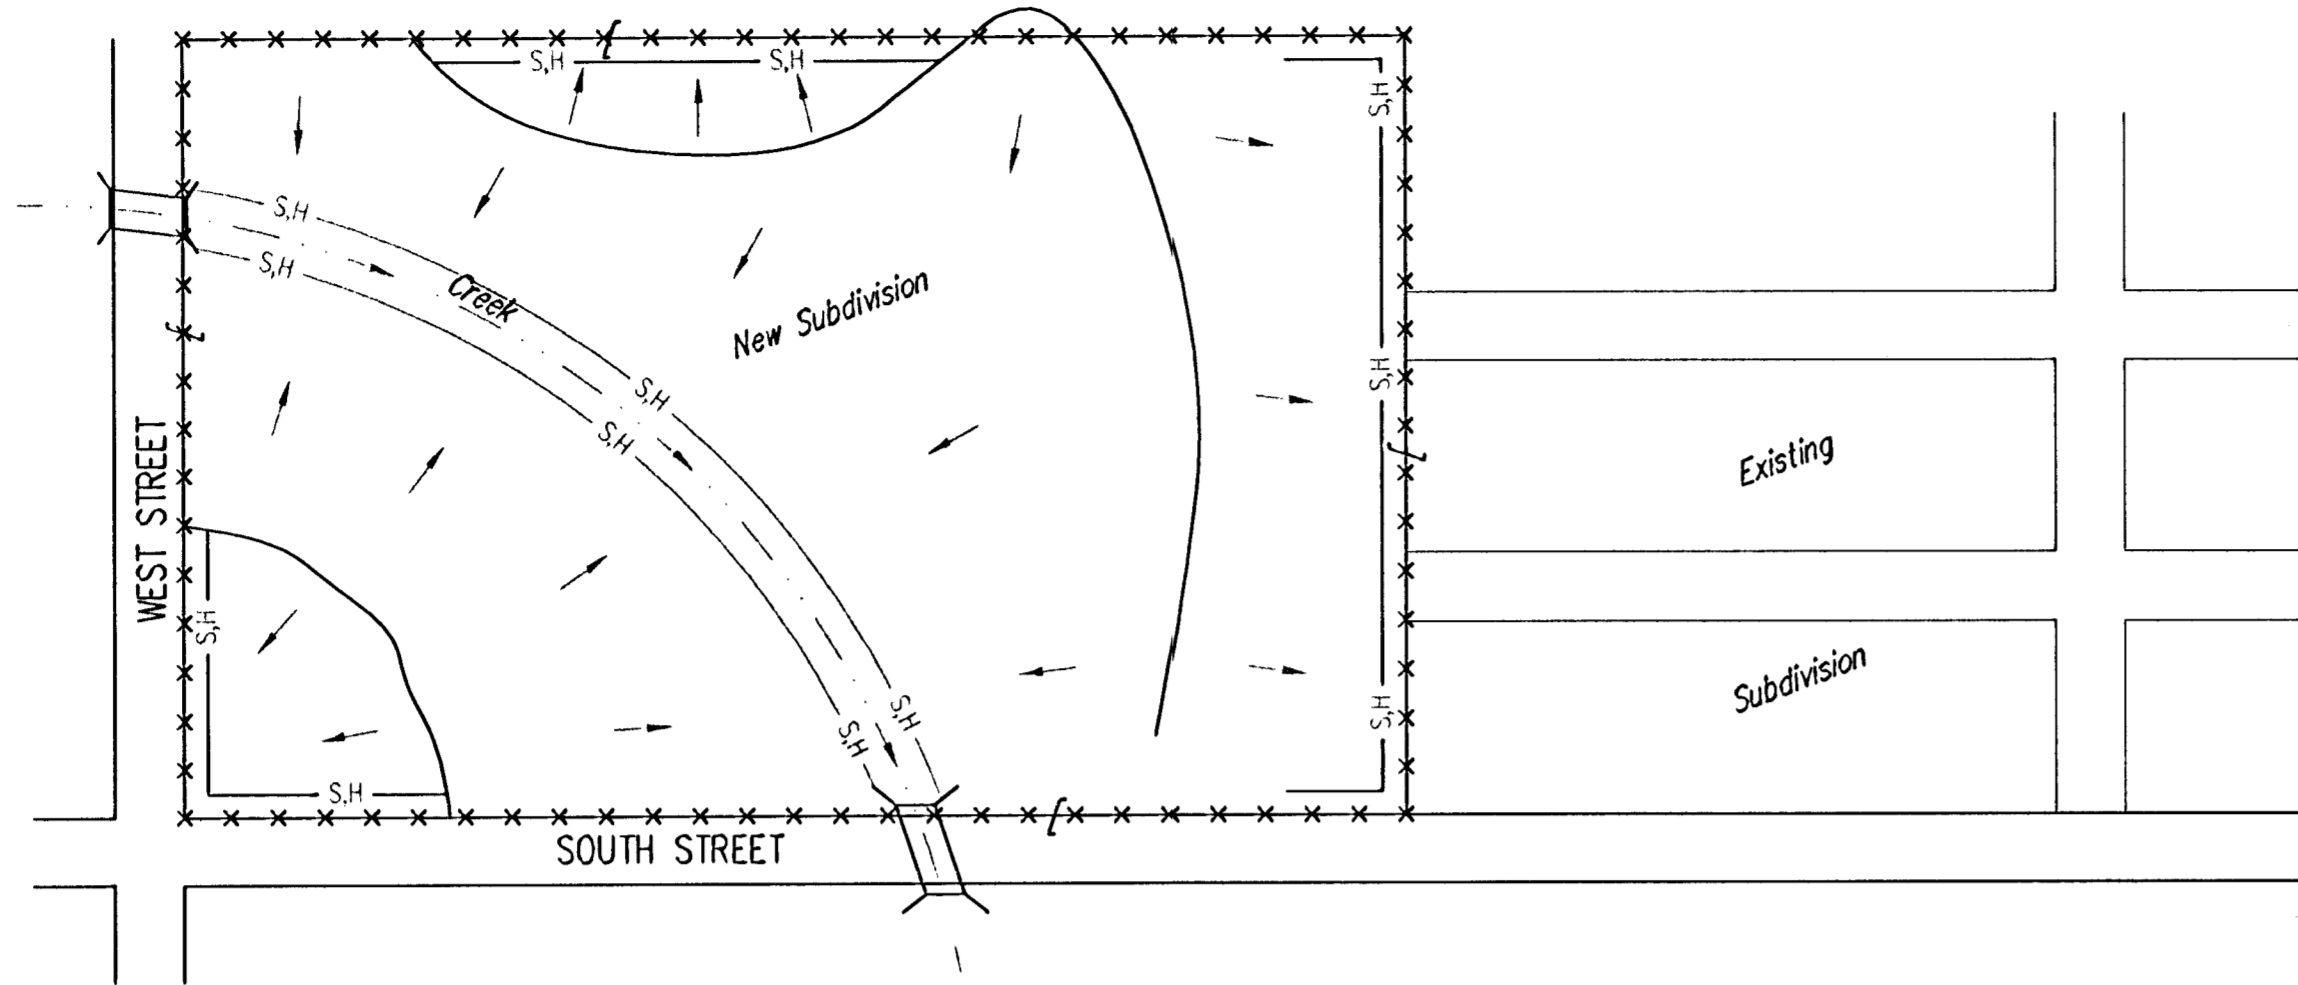 S,H S,H
S,H
S,H
S,H
Creek
New Subdivision
S,H
S,H
S,H
WEST STREET
Existing
S,H
Subdivision
S,H
S,H
S,H
S,H
SOUTH STREET